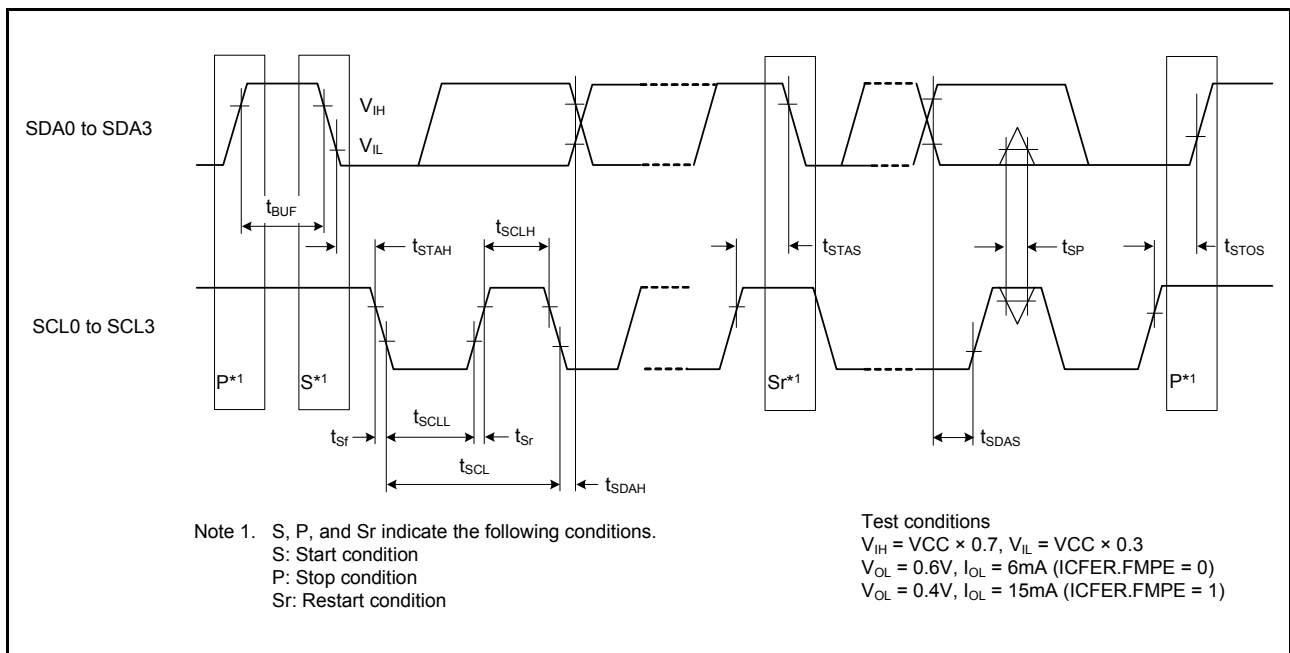 SDA0 to SDA3
VIH
VIL
tBUF
tSTAH
tSCLH
tSTAS
tSP
tSTOS
SCL0 to SCL3
P*1
S*1
Sr*1
P*1
tSf
tSCLL
tSr
tSCL
tSDAH
tSDAS
Note 1. S, P, and Sr indicate the following conditions.
S: Start condition
P: Stop condition
Sr: Restart condition
Test conditions
VIH = VCC × 0.7, VIL = VCC × 0.3
VOL = 0.6V, IOL = 6mA (ICFER.FMPE = 0)
VOL = 0.4V, IOL = 15mA (ICFER.FMPE = 1)